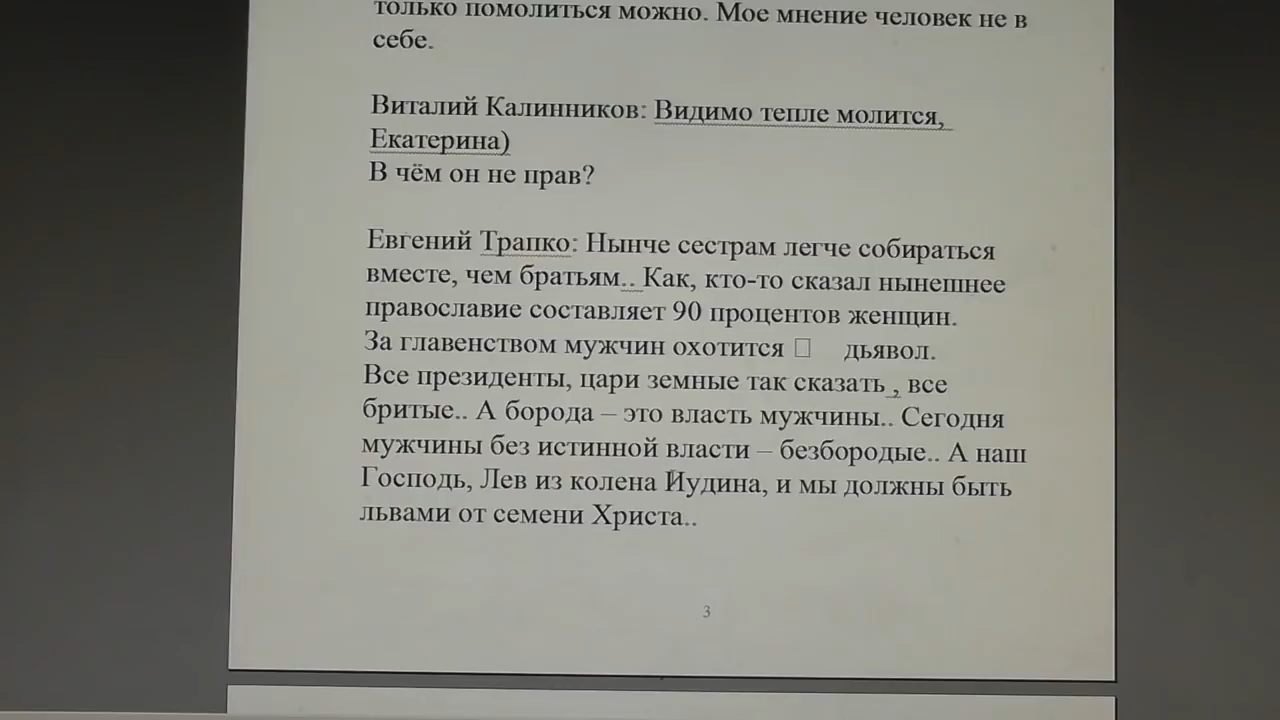 только помолиться можно. Мое мнение человек не в
себе.
Виталий Калинников: Видимо тепле молится,
Екатерина)
В чём он не прав?
Евгений Трапко: Нынче сестрам легче собираться
вместе, чем братьям.. Как, кто-то сказал нынешнее
православие составляет 90 процентов женщин.
За главенством мужчин охотится □ дьявол.
Все президенты, цари земные так сказать , все
бритые.. А борода – это власть мужчины.. Сегодня
мужчины без истинной власти – безбородые.. А наш
Господь, Лев из колена Иудина, и мы должны быть
львами от семени Христа..
3